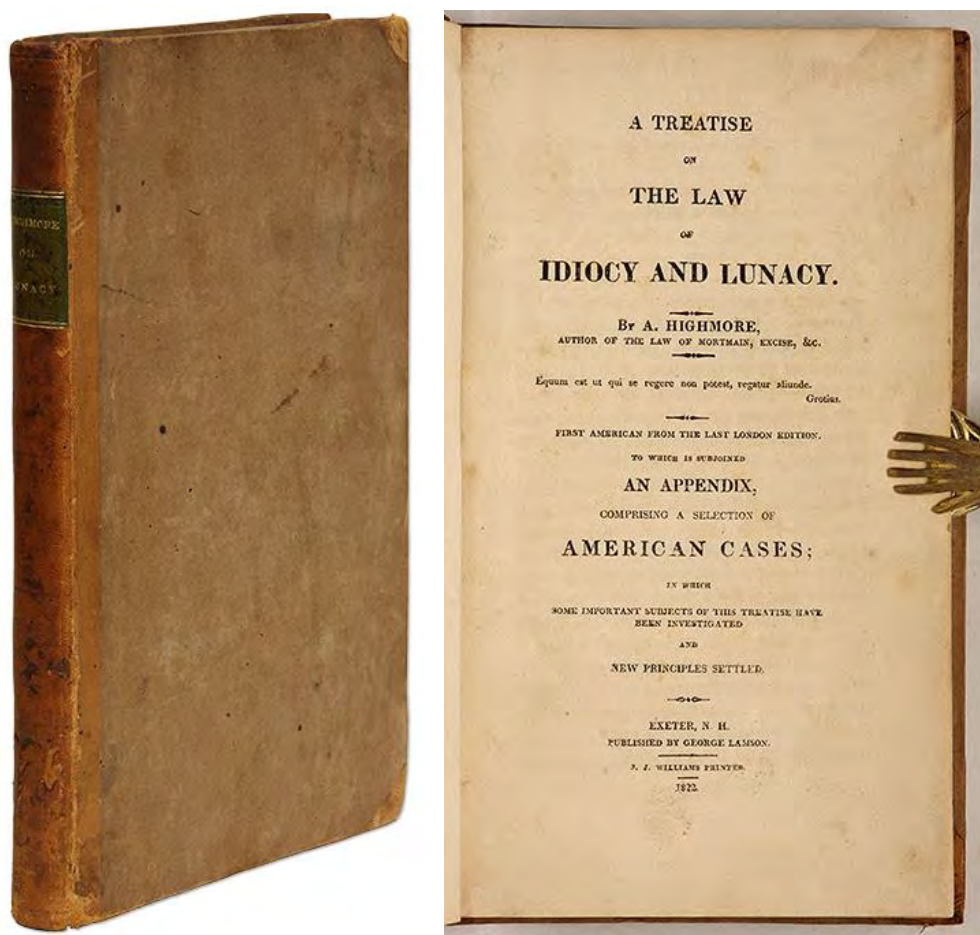 HIGHMORE
ON
LUNACY
A TREATISE
ON
THE LAW
OF
IDIOCY AND LUNACY.
By A. HIGHMORE,
AUTHOR OF THE LAW OF MORTMAIN, EXCISE, &C.
Equum est ut qui se regere non potest, regatur aliunde.
Grotius.
FIRST AMERICAN FROM THE LAST LONDON EDITION.
TO WHICH IS SUBJOINED
AN APPENDIX,
COMPRISING A SELECTION OF
AMERICAN CASES;
IN WHICH
SOME IMPORTANT SUBJECTS OF THIS TREATISE HAVE
BEEN INVESTIGATED
AND
NEW PRINCIPLES SETTLED.
EXETER, N. H.
PUBLISHED BY GEORGE LAMSON.
J. J. WILLIAMS PRINTER.
1822.